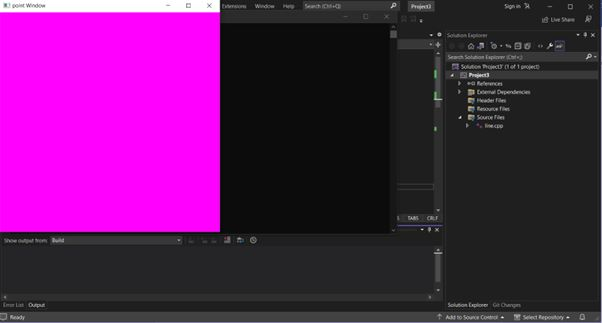 point Window
Extensions Window Help Search (Ctrl+Q) Project3 Sign in
Live Share
Solution Explorer
Search Solution Explorer (Ctrl+;)
Solution 'Project3' (1 of 1 project)
Project3
References
External Dependencies
Header Files
Resource Files
Source Files
line.cpp
TABS CRLF
Show output from: Build
Error List Output
Solution Explorer Git Changes
Ready
Add to Source Control
Select Repository